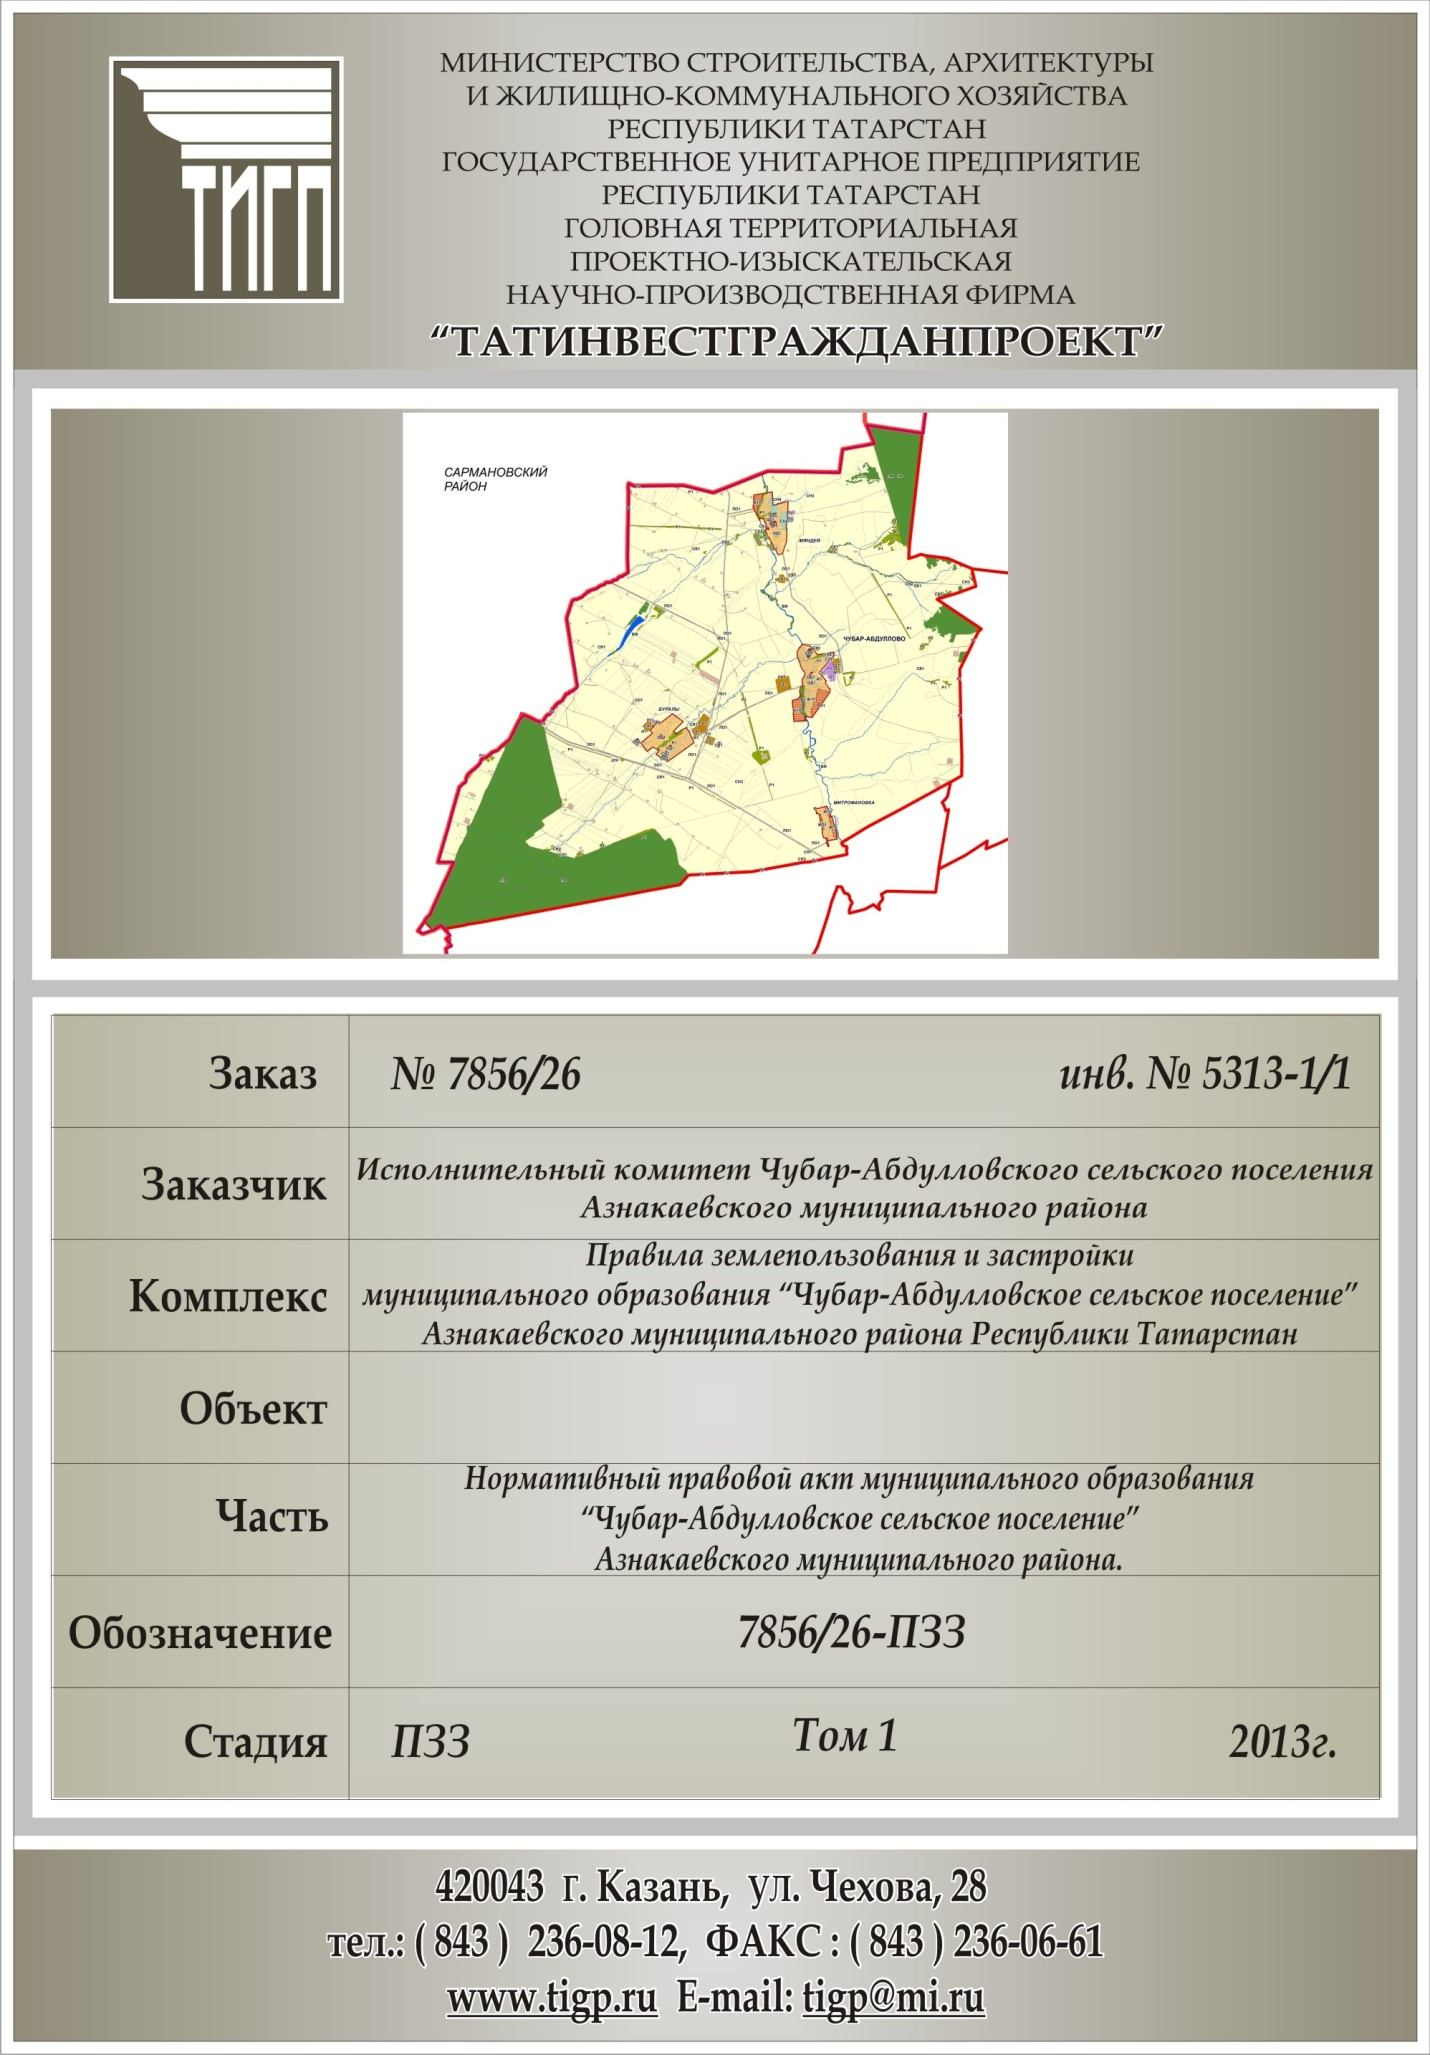 МИНИСТЕРСТВО СТРОИТЕЛЬСТВА, АРХИТЕКТУРЫ
И ЖИЛИЩНО-КОММУНАЛЬНОГО ХОЗЯЙСТВА
РЕСПУБЛИКИ ТАТАРСТАН
ГОСУДАРСТВЕННОЕ УНИТАРНОЕ ПРЕДПРИЯТИЕ
РЕСПУБЛИКИ ТАТАРСТАН
ГОЛОВНАЯ ТЕРРИТОРИАЛЬНАЯ
ПРОЕКТНО-ИЗЫСКАТЕЛЬСКАЯ
НАУЧНО-ПРОИЗВОДСТВЕННАЯ ФИРМА
“ТАТИНВЕСТГРАЖДАНПРОЕКТ”
ТИГП
САРМАНОВСКИЙ
РАЙОН
МЯНДЕЙ
ЧУБАР-АБДУЛЛОВО
БУРАЛЫ
МИТРОФАНОВКА
Заказ № 7856/26 инв. № 5313-1/1
Заказчик
Исполнительный комитет Чубар-Абдулловского сельского поселения
Азнакаевского муниципального района
Комплекс
Правила землепользования и застройки
муниципального образования “Чубар-Абдулловское сельское поселение”
Азнакаевского муниципального района Республики Татарстан
Объект
Часть
Нормативный правовой акт муниципального образования
“Чубар-Абдулловское сельское поселение”
Азнакаевского муниципального района.
Обозначение 7856/26-ПЗЗ
Стадия ПЗЗ Том 1 2013г.
420043 г. Казань, ул. Чехова, 28
тел.: ( 843 ) 236-08-12, ФАКС : ( 843 ) 236-06-61
www.tigp.ru E-mail: tigp@mi.ru